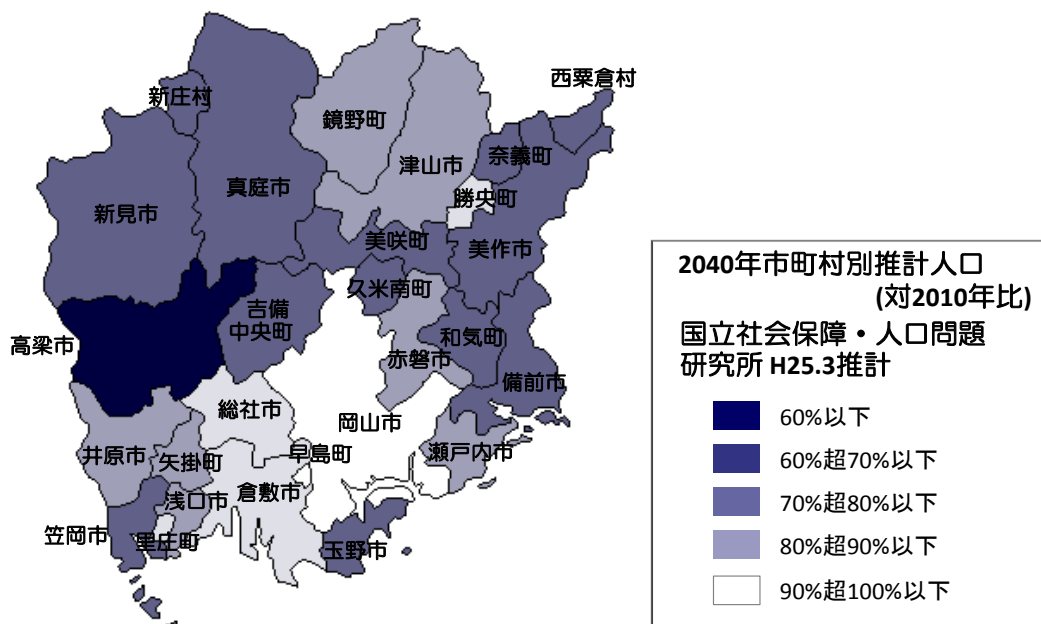 西粟倉村
新庄村
鏡野町
奈義町
津山市
真庭市
勝央町
新見市
美咲町
美作市
久米南町
吉備
中央町
高梁市
和気町
赤磐市
備前市
総社市
岡山市
井原市
矢掛町
早島町
瀬戸内市
浅口市
倉敷市
笠岡市
里庄町
玉野市
2040年市町村別推計人口
(対2010年比)
国立社会保障・人口問題
研究所 H25.3推計
60%以下
60%超70%以下
70%超80%以下
80%超90%以下
90%超100%以下